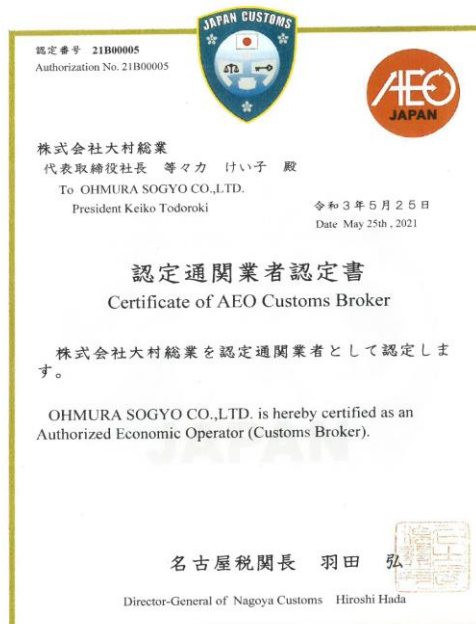 JAPAN CUSTOMS
認定番号 21B00005
Authorization No. 21B00005
AEO
JAPAN
株式会社大村総業
代表取締役社長 等々力 けい子 殿
To OHMURA SOGYO CO.,LTD.
President Keiko Todoroki
令和3年5月25日
Date May 25th , 2021
認定通関業者認定書
Certificate of AEO Customs Broker
株式会社大村総業を認定通関業者として認定しま
す。
OHMURA SOGYO CO.,LTD. is hereby certified as an
Authorized Economic Operator (Customs Broker).
JAPAN
名古屋税関長 羽田 弘
Director-General of Nagoya Customs Hiroshi Hada